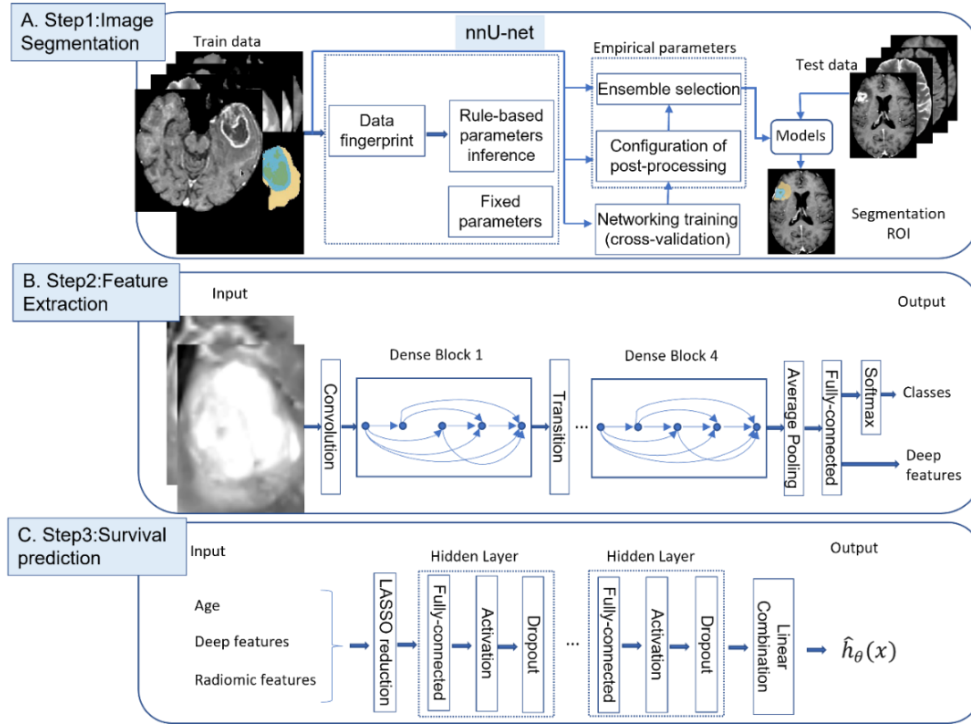 A. Step1:Image
Segmentation
nnU-net
Train data
Data
fingerprint
Rule-based
parameters
inference
Fixed
parameters
Empirical parameters
Ensemble selection
Configuration of
post-processing
Networking training
(cross-validation)
Test data
Models
Segmentation
ROI
B. Step2:Feature
Extraction
Input
Output
Convolution
Dense Block 1
Transition
...
Dense Block 4
Average Pooling
Fully-connected
Softmax
Classes
Deep
features
C. Step3:Survival
prediction
Input
Output
Age
Deep features
Radiomic features
LASSO reduction
Hidden Layer
Fully-connected
Activation
Dropout
...
Hidden Layer
Fully-connected
Activation
Dropout
Linear
Combination
ĥ_θ(x)